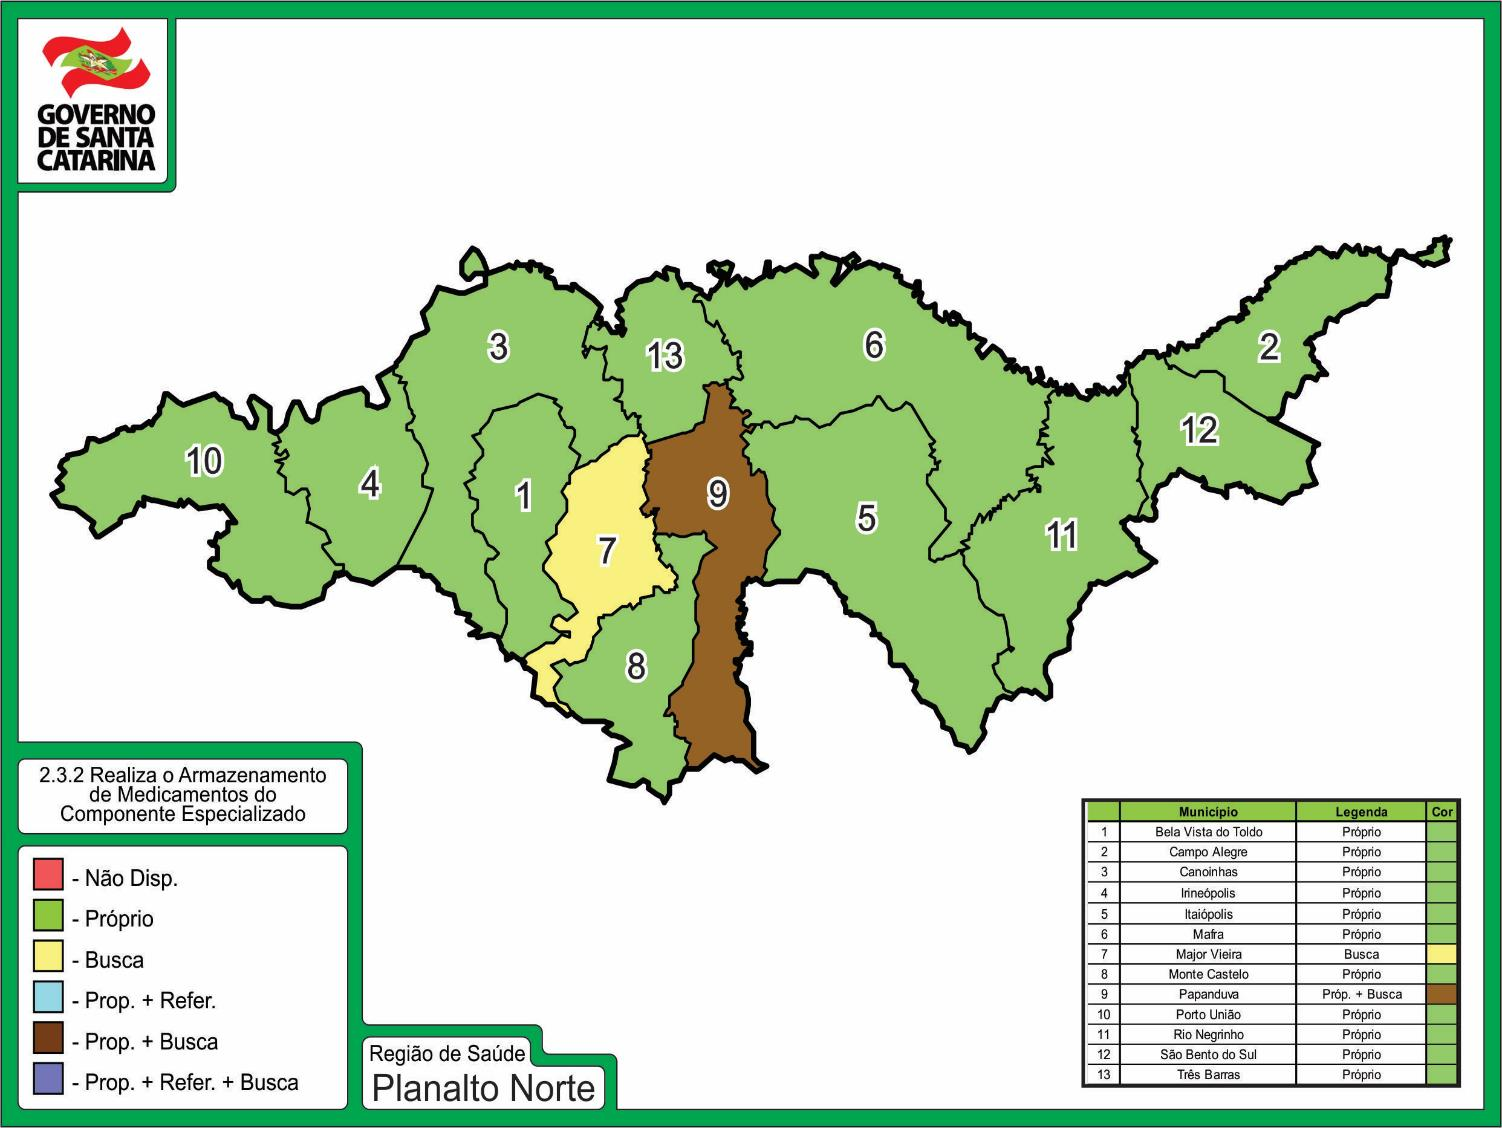 GOVERNO
DE SANTA
CATARINA
3
13
6
2
10
4
1
9
5
12
7
11
8
2.3.2 Realiza o Armazenamento
de Medicamentos do
Componente Especializado
- Não Disp.
- Próprio
- Busca
- Prop. + Refer.
- Prop. + Busca
- Prop. + Refer. + Busca
Região de Saúde
Planalto Norte
Município Legenda Cor
1 Bela Vista do Toldo Próprio
2 Campo Alegre Próprio
3 Canoinhas Próprio
4 Irineópolis Próprio
5 Itaiópolis Próprio
6 Mafra Próprio
7 Major Vieira Busca
8 Monte Castelo Próprio
9 Papanduva Próp. + Busca
10 Porto União Próprio
11 Rio Negrinho Próprio
12 São Bento do Sul Próprio
13 Três Barras Próprio